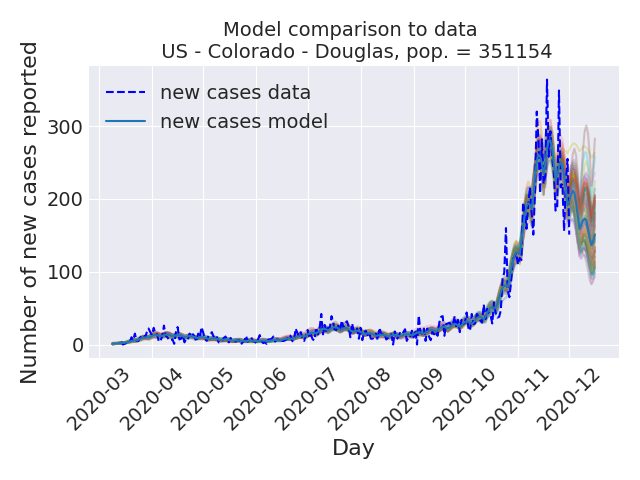 Model comparison to data
US - Colorado - Douglas, pop. = 351154
new cases data
new cases model
Number of new cases reported
300
200
100
0
2020-03
2020-04
2020-05
2020-06
2020-07
2020-08
2020-09
2020-10
2020-11
2020-12
Day